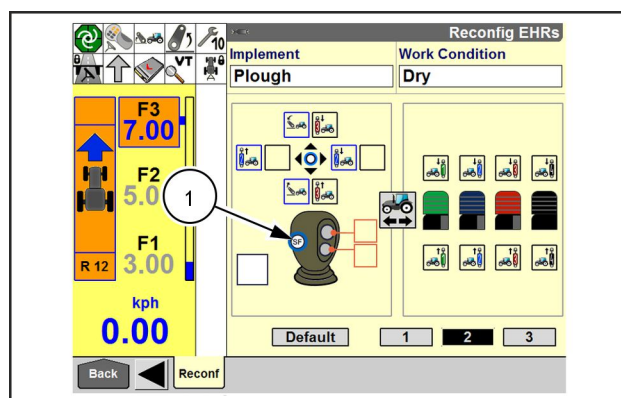 VT
10
Reconfig EHRs
Implement
Work Condition
Plough
Dry
F3
7.00
F2
5.0
1
F1
3.00
R 12
SF
kph
0.00
Default
1
2
3
Back
Reconf